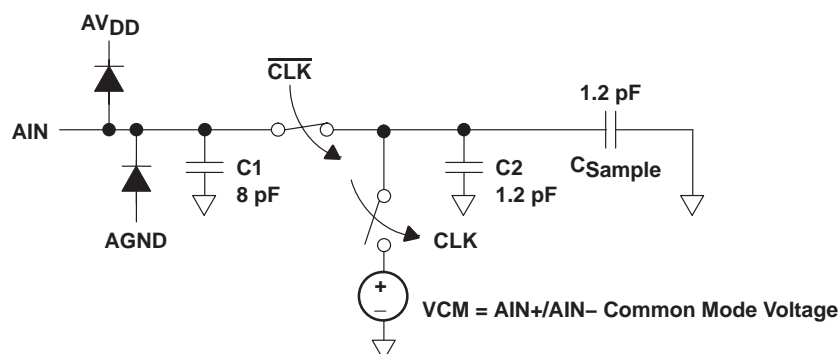 AVDD
CLK
1.2 pF
AIN
C1
8 pF
C2
1.2 pF
CSample
AGND
CLK
+
−
VCM = AIN+/AIN− Common Mode Voltage